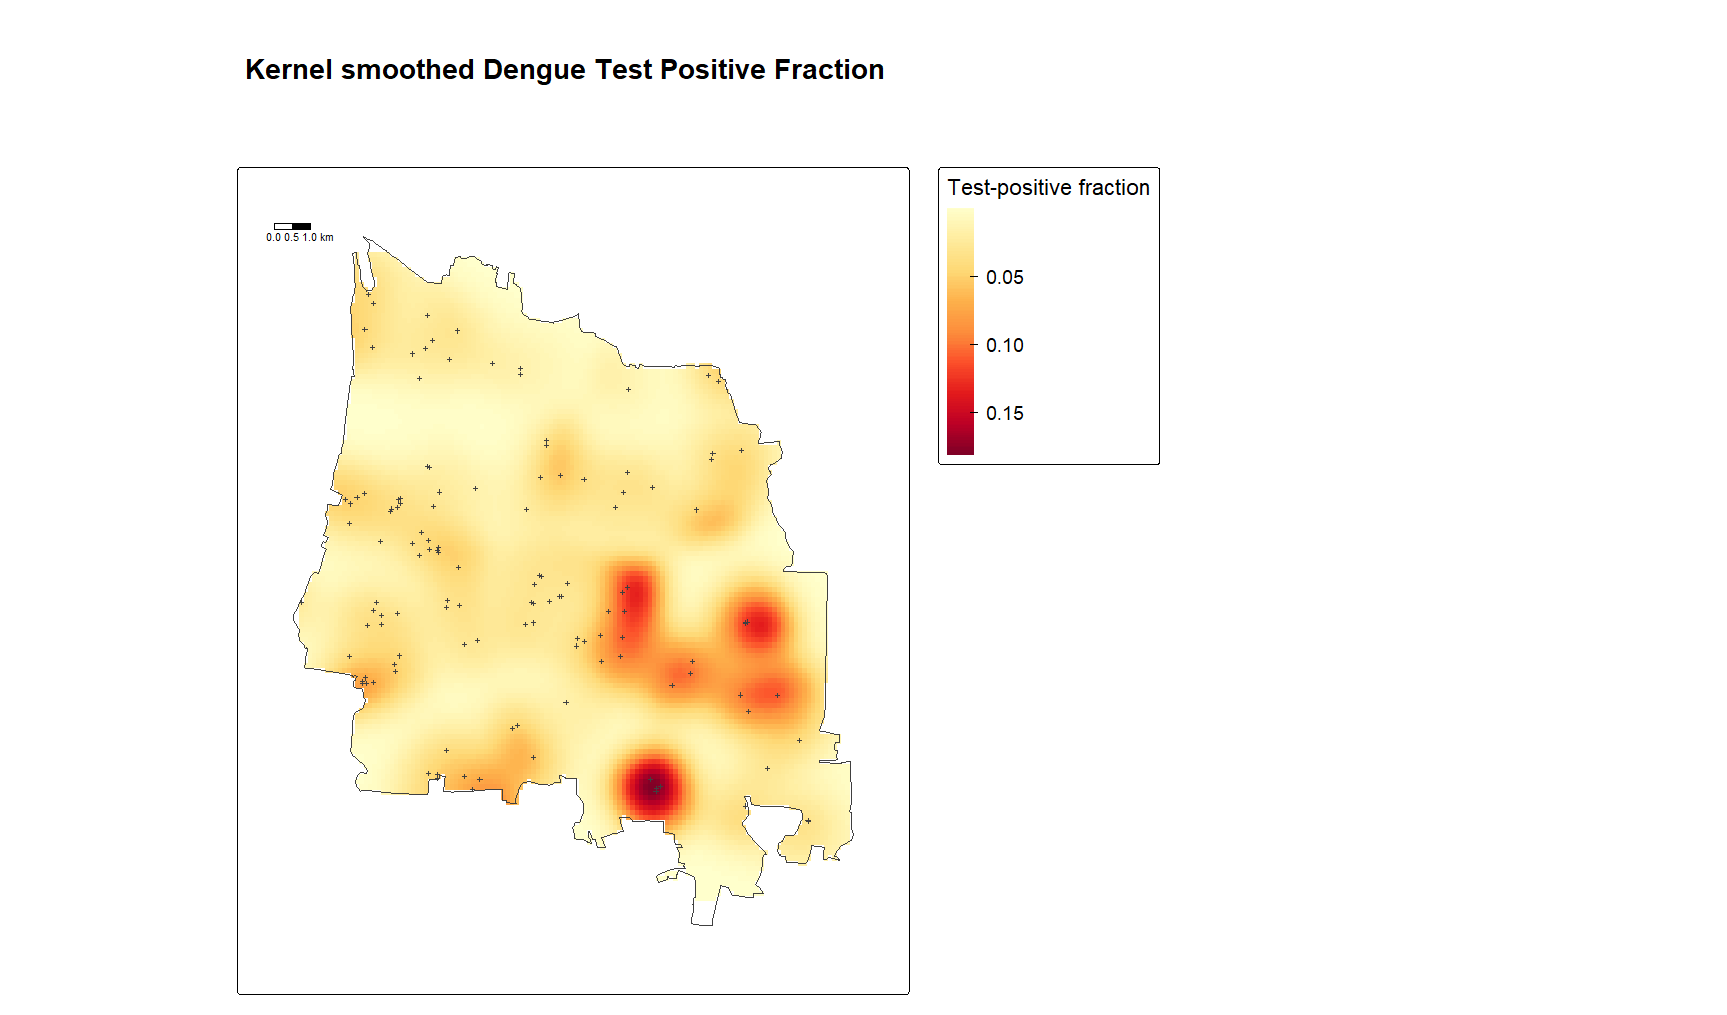 Kernel smoothed Dengue Test Positive Fraction
Test-positive fraction
0.0 0.5 1.0 km
0.05
0.10
0.15